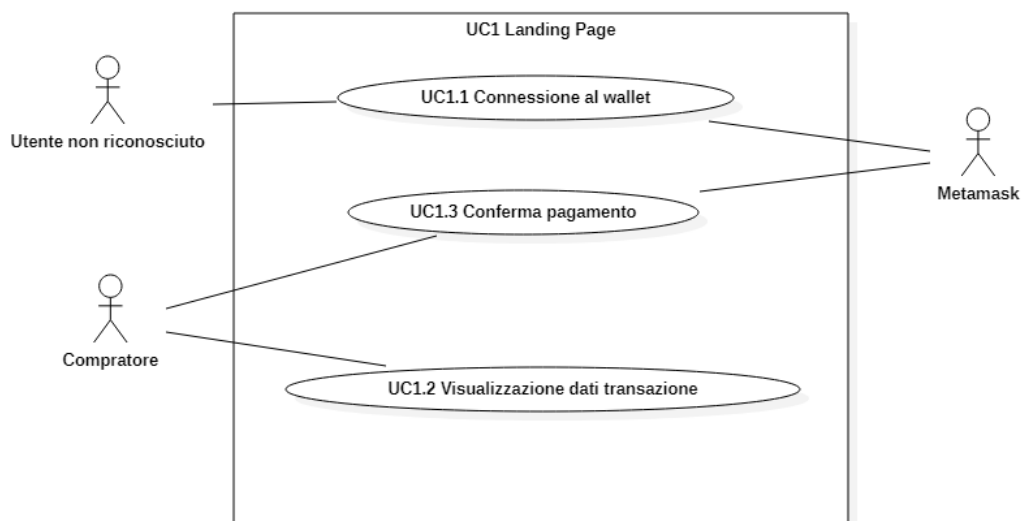 UC1 Landing Page
UC1.1 Connessione al wallet
Utente non riconosciuto
Metamask
UC1.3 Conferma pagamento
Compratore
UC1.2 Visualizzazione dati transazione